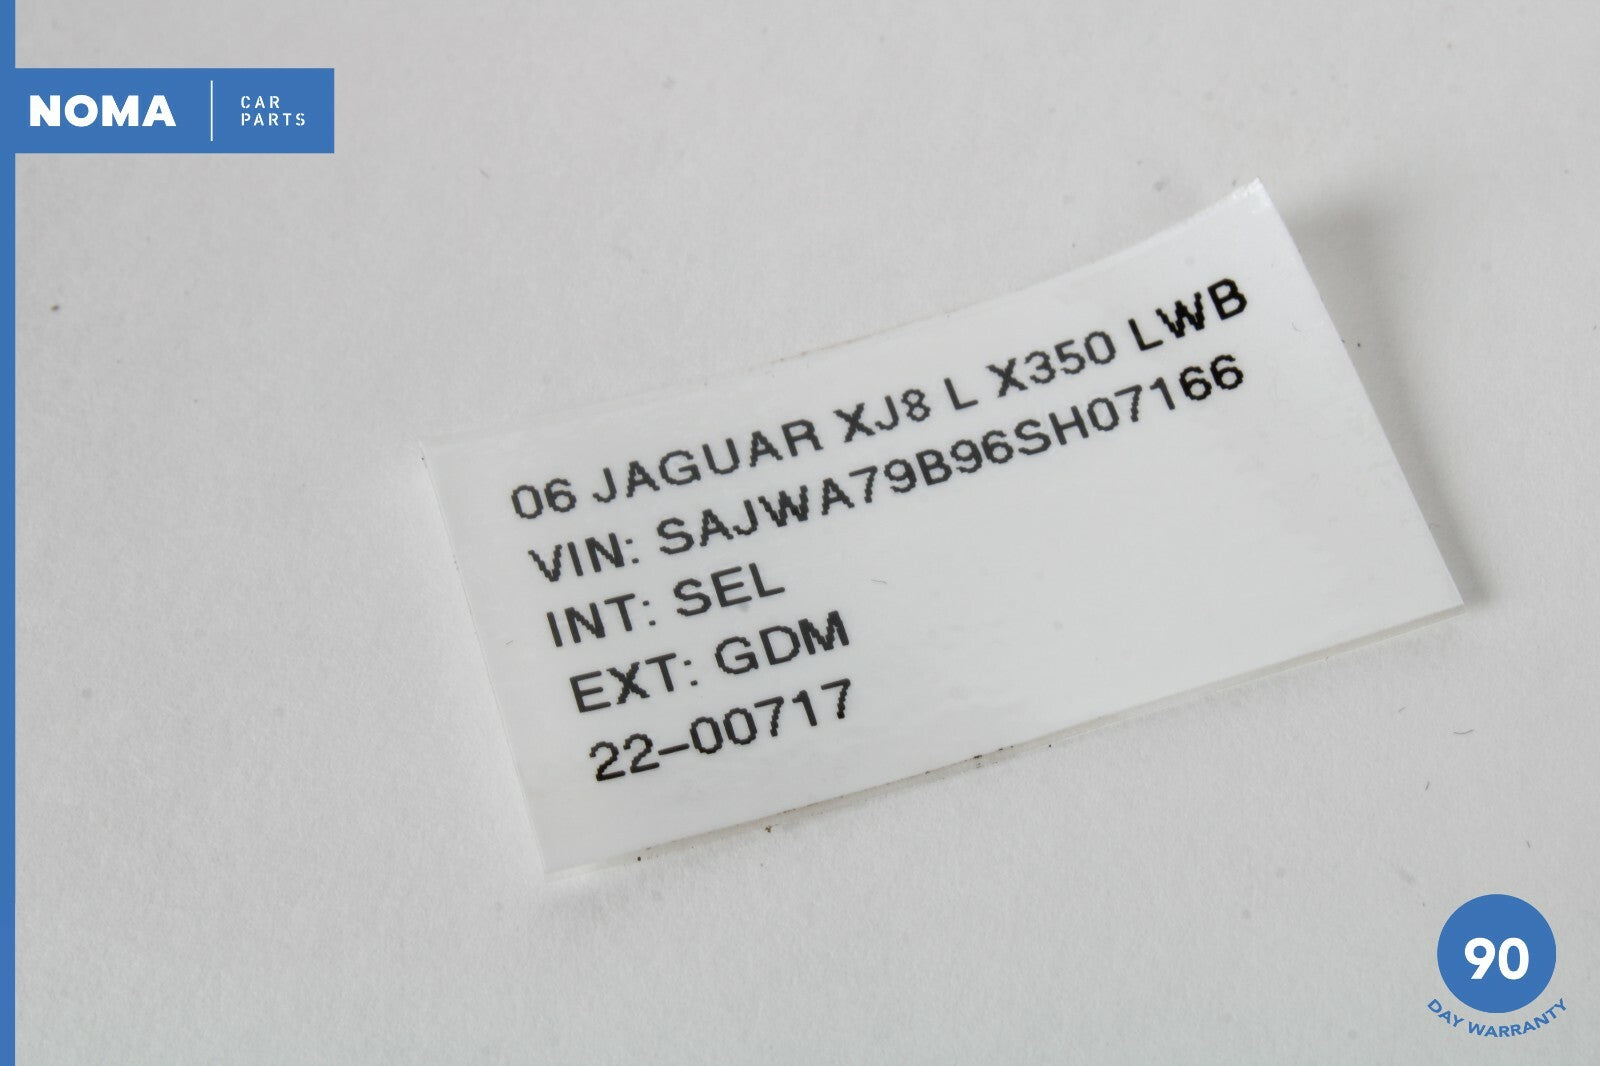 NOMA
CAR
PARTS
06 JAGUAR XJ8 L X350 LWB
VIN: SAJWA79B96SH07166
INT: SEL
EXT: GDM
22-00717
90
DAY WARRANTY